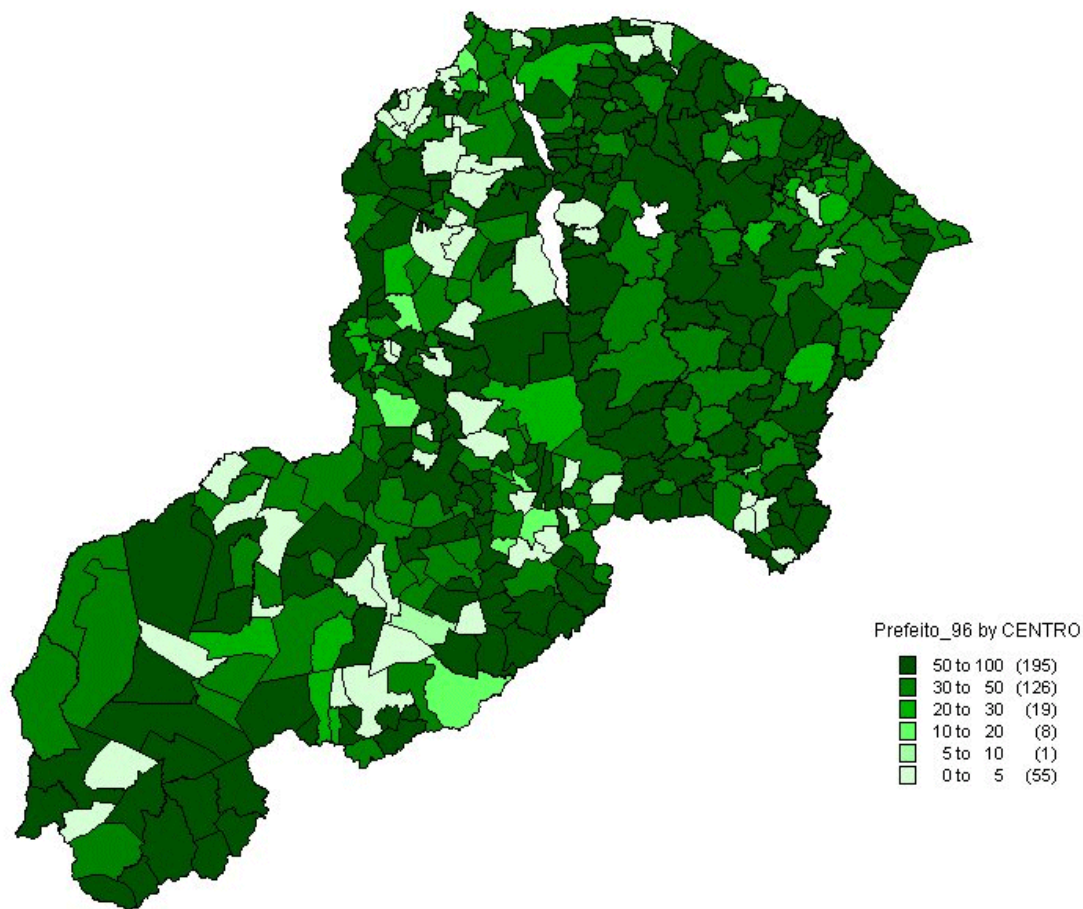 Prefeito_96 by CENTRO
50 to 100 (195)
30 to 50 (126)
20 to 30 (19)
10 to 20 (8)
5 to 10 (1)
0 to 5 (55)